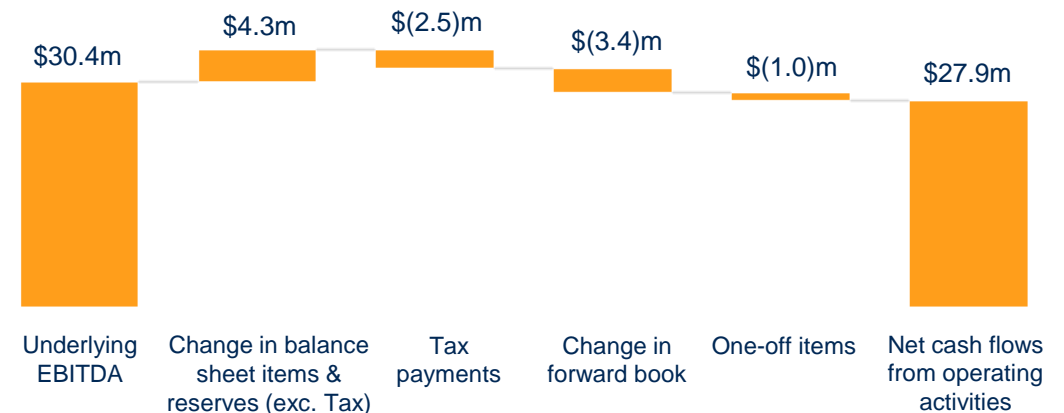 $30.4m
$4.3m
$(2.5)m
$(3.4)m
$(1.0)m
$27.9m
Underlying
EBITDA
Change in balance
sheet items &
reserves (exc. Tax)
Tax
payments
Change in
forward book
One-off items
Net cash flows
from operating
activities